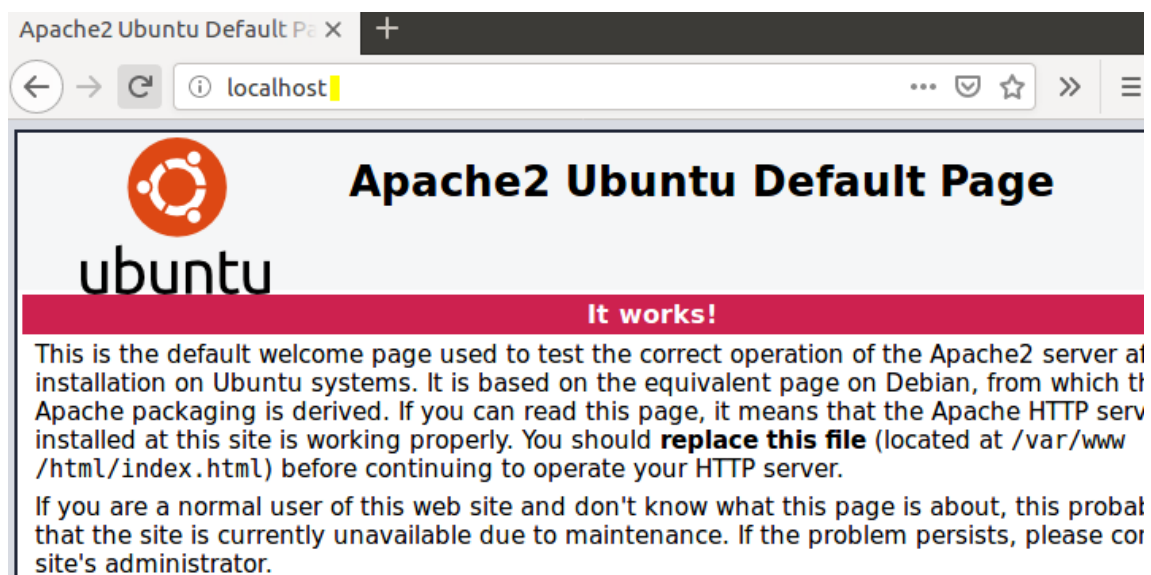 Apache2 Ubuntu Default Pa
localhost
Apache2 Ubuntu Default Page
ubuntu
It works!
This is the default welcome page used to test the correct operation of the Apache2 server
installation on Ubuntu systems. It is based on the equivalent page on Debian, from which
Apache packaging is derived. If you can read this page, it means that the Apache HTTP
installed at this site is working properly. You should replace this file (located at /var/www
/html/index.html) before continuing to operate your HTTP server.
If you are a normal user of this web site and don't know what this page is about, this
that the site is currently unavailable due to maintenance. If the problem persists, please
site's administrator.